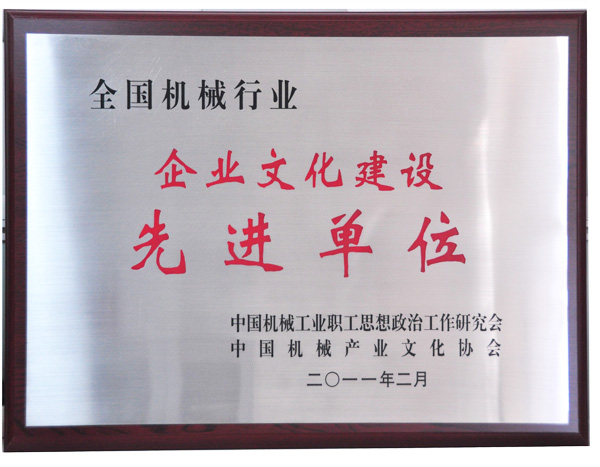 全国机械行业
企业文化建设
先进单位
中国机械工业职工思想政治工作研究会
中国机械产业文化协会
二〇一一年二月